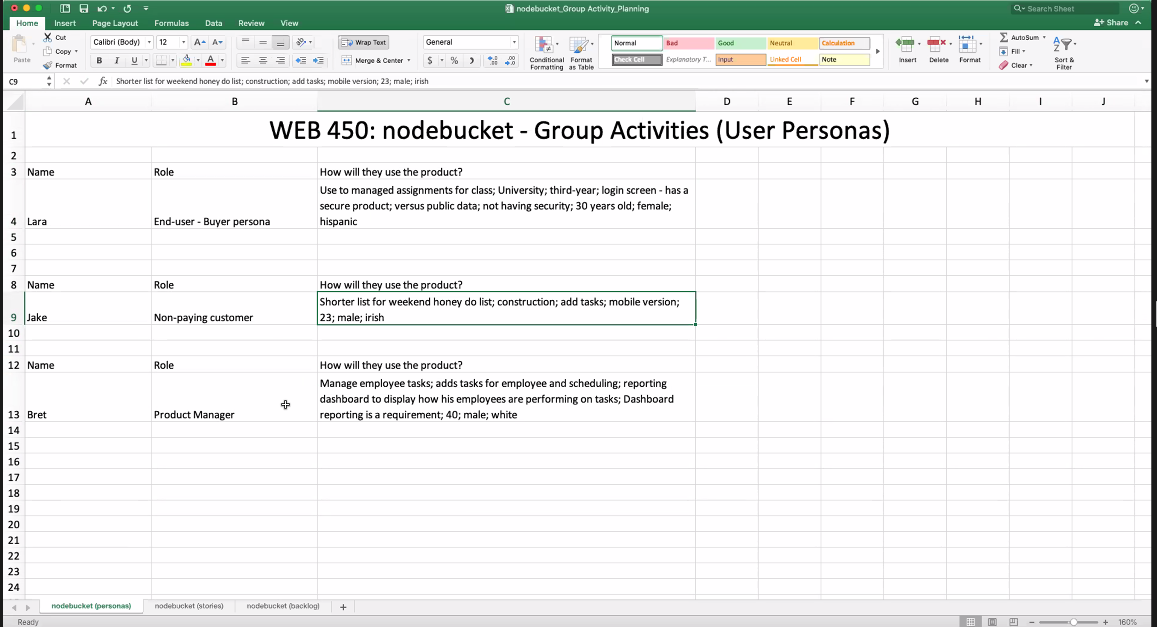 nodebucket_Group Activity_Planning
Search Sheet
Home Insert Page Layout Formulas Data Review View
Share
Paste
Cut
Copy
Format
Calibri (Body) 12 A A
B I U A
Wrap Text
Merge & Center
General
$ %
Conditional Formatting
Format as Table
Normal Bad Good Neutral Calculation
Check Cell Explanatory T... Input Linked Cell Note
Insert Delete Format
AutoSum
Fill
Clear
Sort & Filter
C9 fx Shorter list for weekend honey do list; construction; add tasks; mobile version; 23; male; irish
A B C D E F G H I J
1 WEB 450: nodebucket - Group Activities (User Personas)
2
3 Name Role How will they use the product?
Use to managed assignments for class; University; third-year; login screen - has a
secure product; versus public data; not having security; 30 years old; female;
4 Lara End-user - Buyer persona hispanic
5
6
7
8 Name Role How will they use the product?
Shorter list for weekend honey do list; construction; add tasks; mobile version;
9 Jake Non-paying customer 23; male; irish
10
11
12 Name Role How will they use the product?
Manage employee tasks; adds tasks for employee and scheduling; reporting
dashboard to display how his employees are performing on tasks; Dashboard
13 Bret Product Manager reporting is a requirement; 40; male; white
14
15
16
17
18
19
20
21
22
23
24
nodebucket (personas) nodebucket (stories) nodebucket (backlog) +
Ready
160%